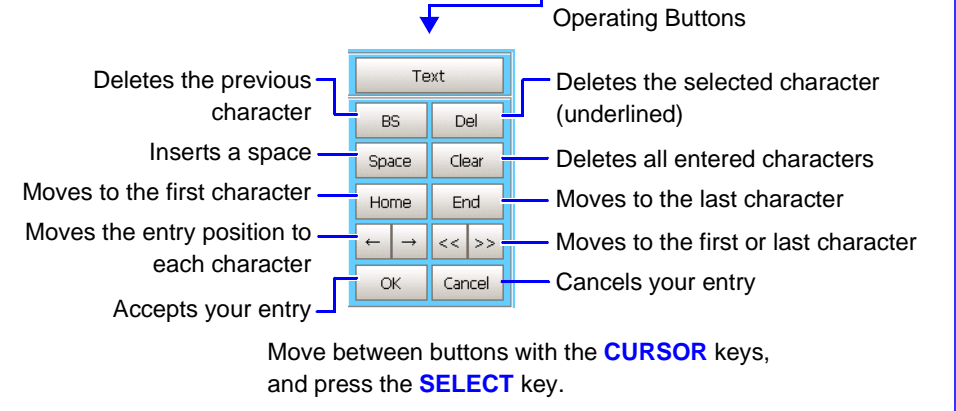 Operating Buttons
Text
Deletes the previous
character
BS
Del
Deletes the selected character
(underlined)
Inserts a space
Space
Clear
Deletes all entered characters
Moves to the first character
Home
End
Moves to the last character
Moves the entry position to
each character
← →
<< >>
Moves to the first or last character
Accepts your entry
OK
Cancel
Cancels your entry
Move between buttons with the CURSOR keys,
and press the SELECT key.